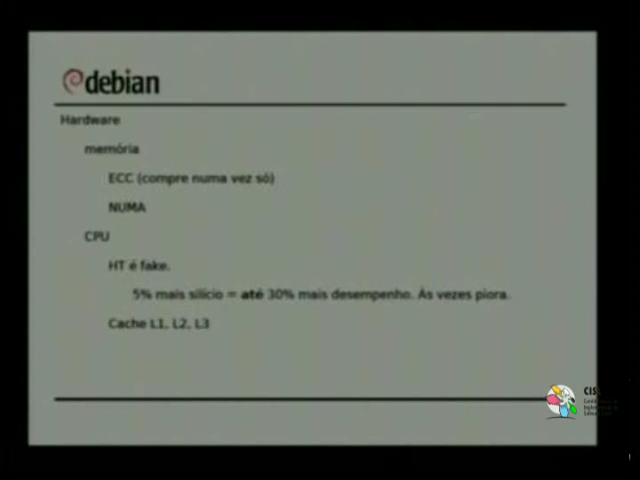 debian
Hardware
memória
ECC (compre numa vez só)
NUMA
CPU
HT é fake.
5% mais silício = até 30% mais desempenho. Às vezes piora.
Cache L1, L2, L3
CIS